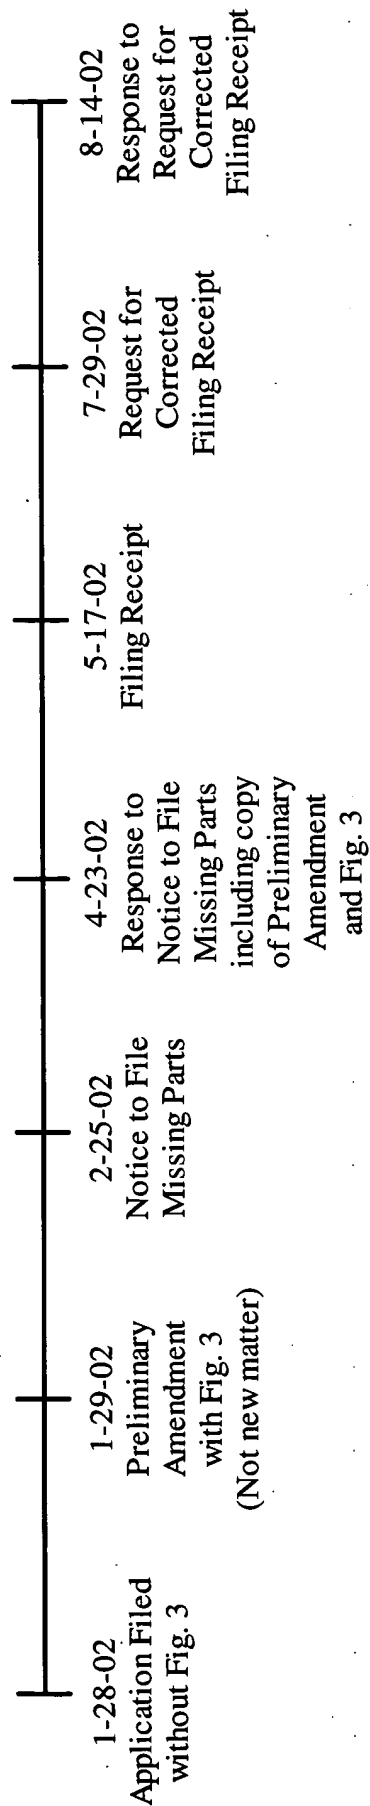 1-28-02
Application Filed
without Fig. 3
1-29-02
Preliminary
Amendment
with Fig. 3
(Not new matter)
2-25-02
Notice to File
Missing Parts
4-23-02
Response to
Notice to File
Missing Parts
including copy
of Preliminary
Amendment
and Fig. 3
5-17-02
Filing Receipt
7-29-02
Request for
Corrected
Filing Receipt
8-14-02
Response to
Request for
Corrected
Filing Receipt